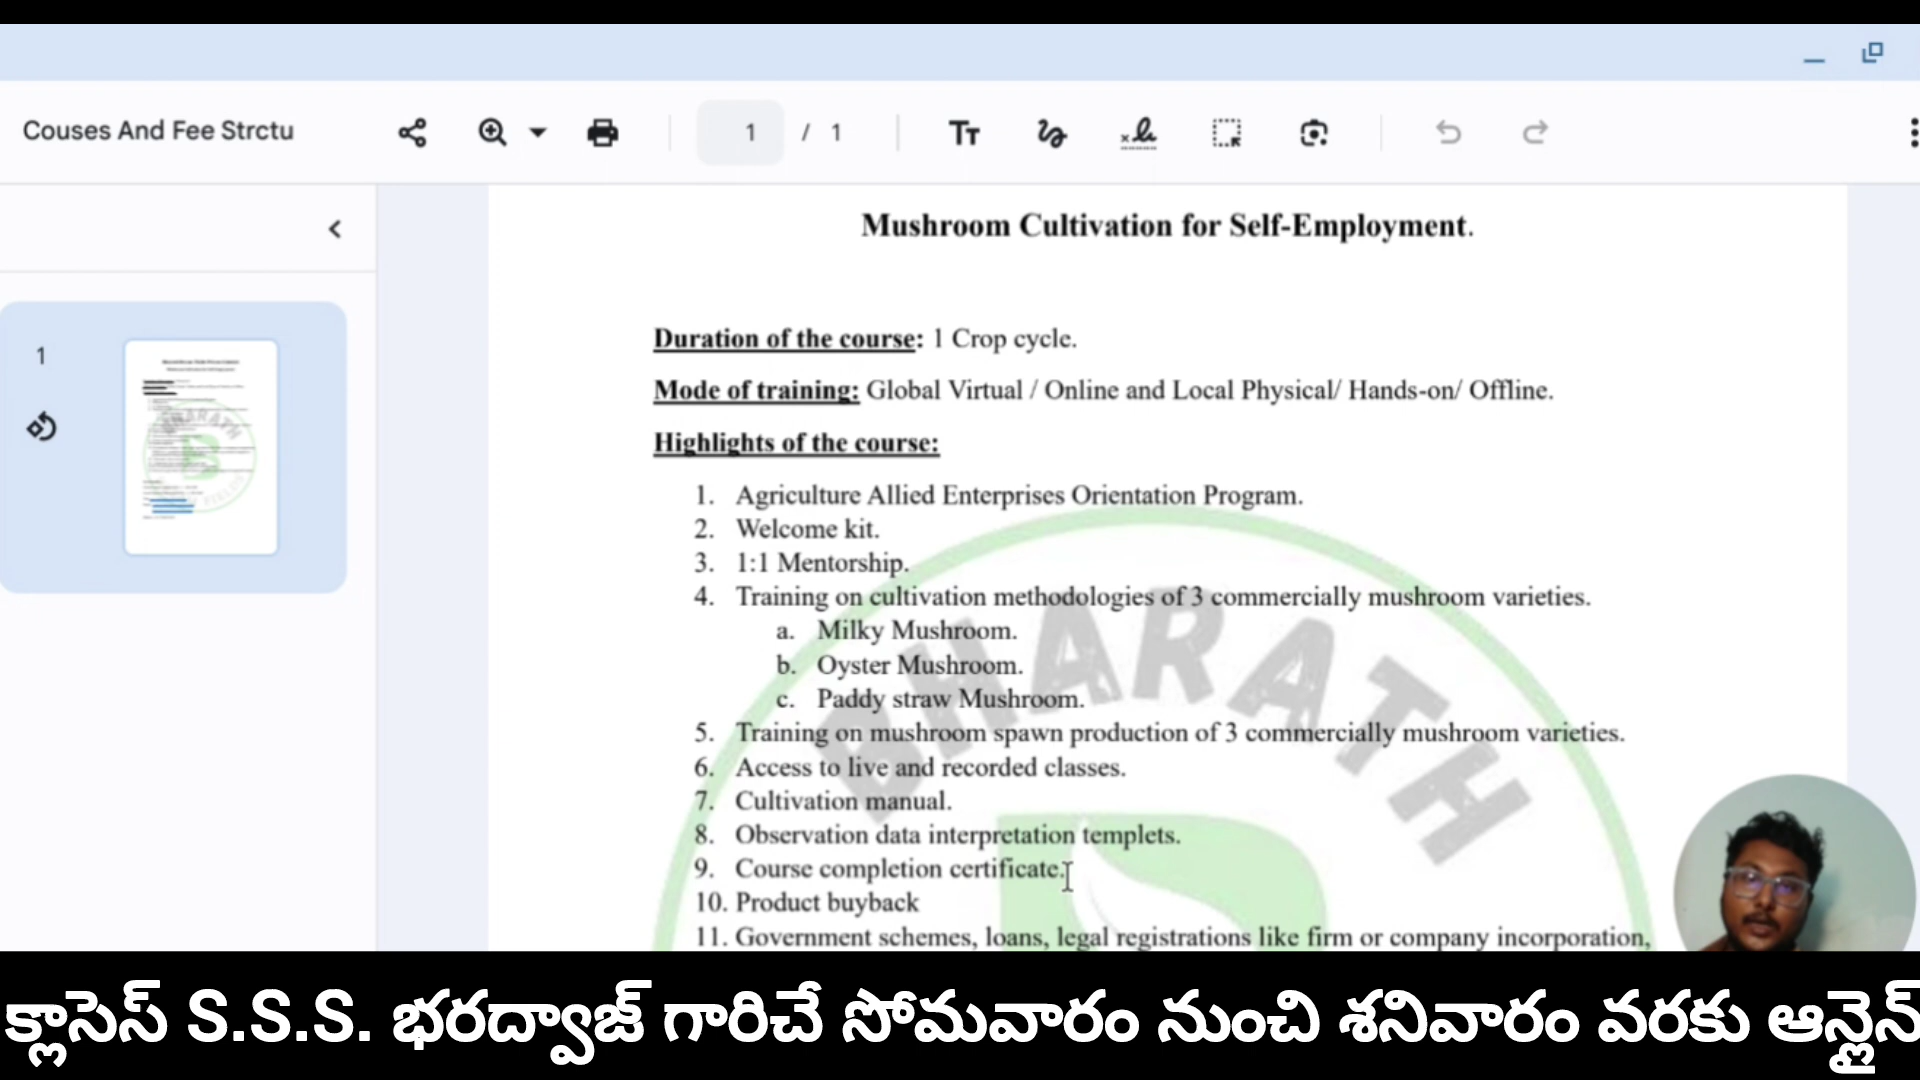 Couses And Fee Strctu
1 / 1
1
Mushroom Cultivation for Self-Employment.
Duration of the course: 1 Crop cycle.
Mode of training: Global Virtual / Online and Local Physical/ Hands-on/ Offline.
Highlights of the course:
1. Agriculture Allied Enterprises Orientation Program.
2. Welcome kit.
3. 1:1 Mentorship.
4. Training on cultivation methodologies of 3 commercially mushroom varieties.
a. Milky Mushroom.
b. Oyster Mushroom.
c. Paddy straw Mushroom.
5. Training on mushroom spawn production of 3 commercially mushroom varieties.
6. Access to live and recorded classes.
7. Cultivation manual.
8. Observation data interpretation templets.
9. Course completion certificate.
10. Product buyback
11. Government schemes, loans, legal registrations like firm or company incorporation,
BHARATH
క్లాసెస్ S.S.S. భరద్వాజ్ గారిచే సోమవారం నుంచి శనివారం వరకు ఆన్లైన్